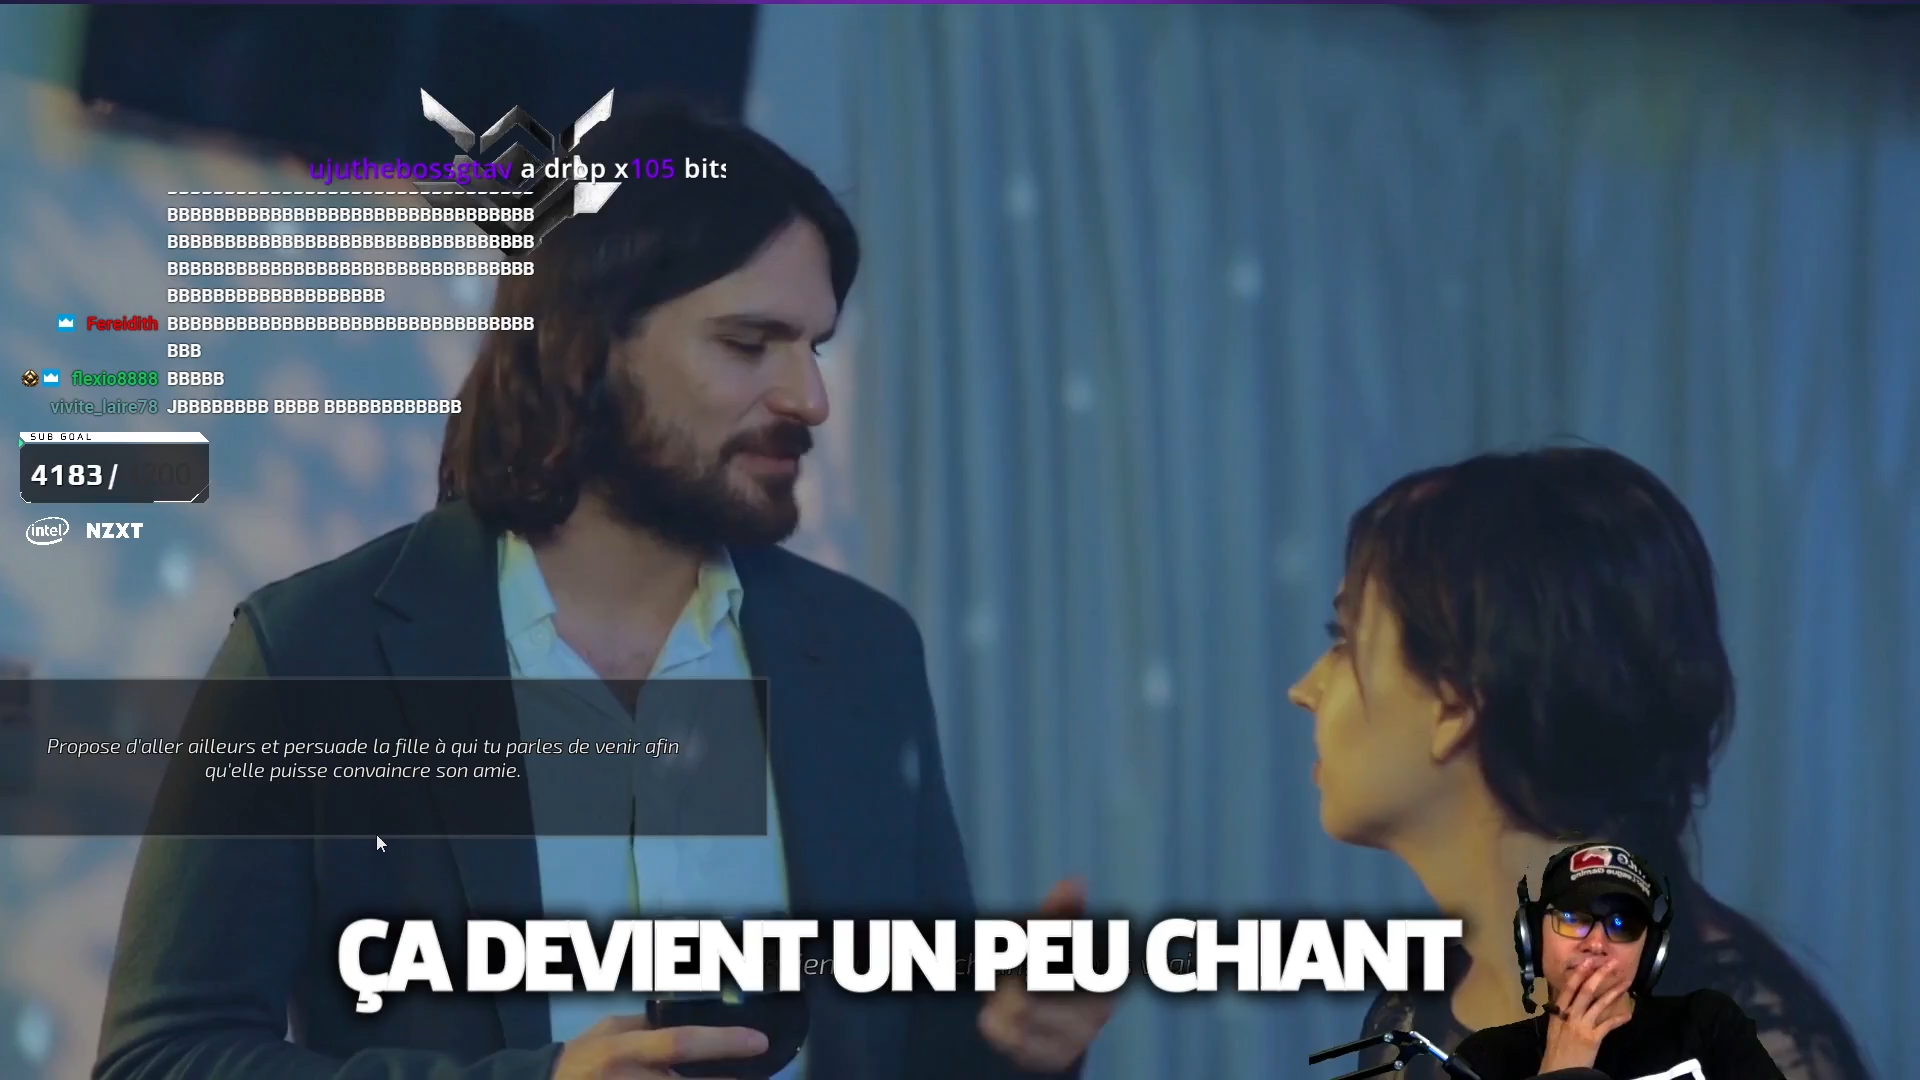 ujuthebossgtav a drop x105 bits
BBBBBBBBBBBBBBBBBBBBBBBBBBBBBBBB
BBBBBBBBBBBBBBBBBBBBBBBBBBBBBBBB
BBBBBBBBBBBBBBBBBBBBBBBBBBBBBBBB
BBBBBBBBBBBBBBBBBBB
Fereidith BBBBBBBBBBBBBBBBBBBBBBBBBBBBBBBB
BBB
flexio8888 BBBBB
vivite_laire78 JBBBBBBBB BBBB BBBBBBBBBBBB
SUB GOAL
4183/
intel NZXT
Propose d'aller ailleurs et persuade la fille à qui tu parles de venir afin
qu'elle puisse convaincre son amie.
ÇA DEVIENT UN PEU CHIANT